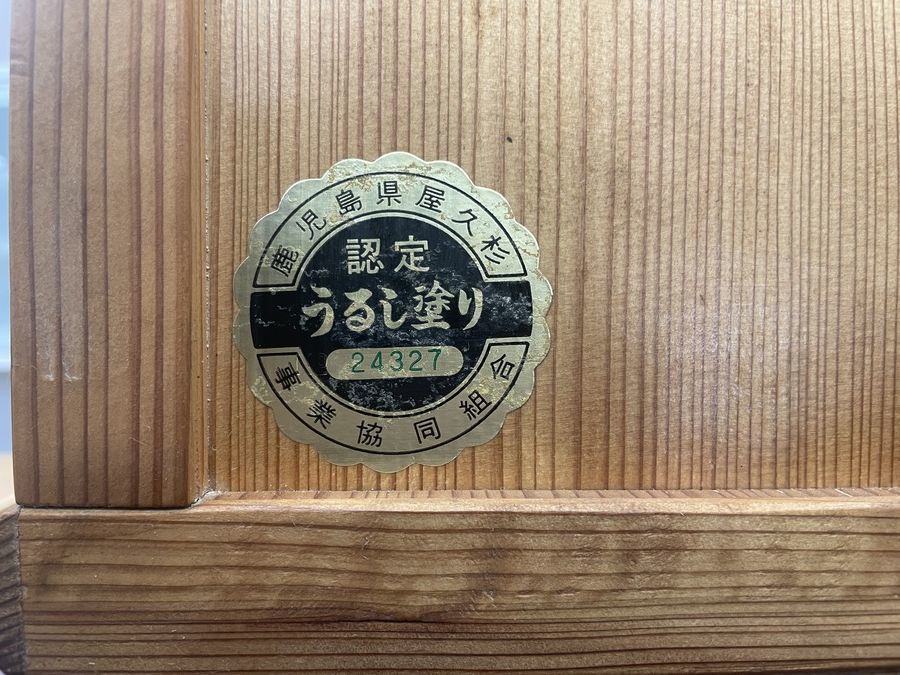 鹿児島県屋久杉
認定
うるし塗り
24327
事業協同組合